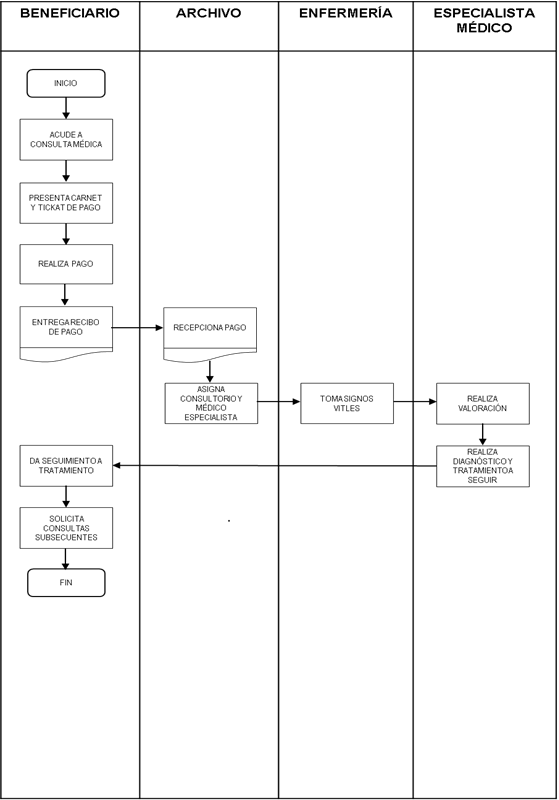 BENEFICIARIO
ARCHIVO
ENFERMERÍA
ESPECIALISTA
MÉDICO
INICIO
ACUDE A
CONSULTA MÉDICA
PRESENTA CARNET
Y TICKAT DE PAGO
REALIZA PAGO
ENTREGA RECIBO
DE PAGO
RECEPCIONA PAGO
ASIGNA
CONSULTORIO Y
MÉDICO
ESPECIALISTA
TOMA SIGNOS
VITLES
REALIZA
VALORACIÓN
REALIZA
DIAGNÓSTICO Y
TRATAMIENTO A
SEGUIR
DA SEGUIMIENTO A
TRATAMIENTO
SOLICITA
CONSULTAS
SUBSECUENTES
FIN